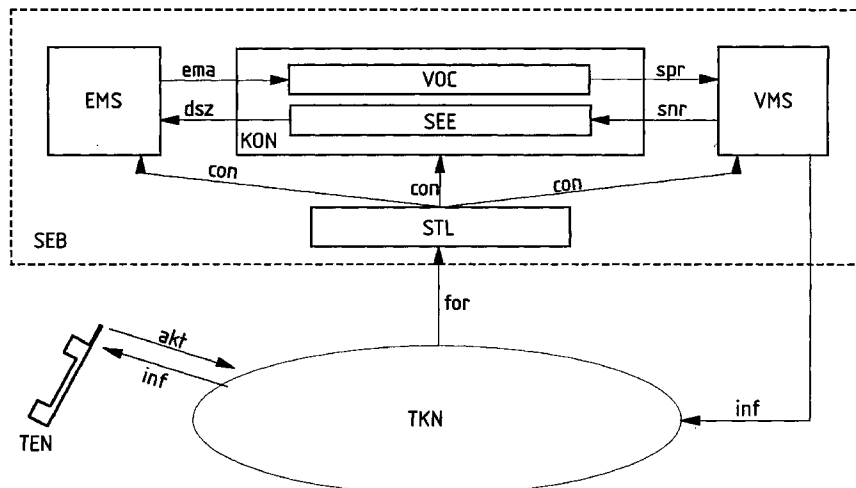 ema
VOC
spr
EMS
VMS
dsz
SEE
snr
KON
con
con
con
STL
SEB
for
akt
inf
TEN
TKN
inf